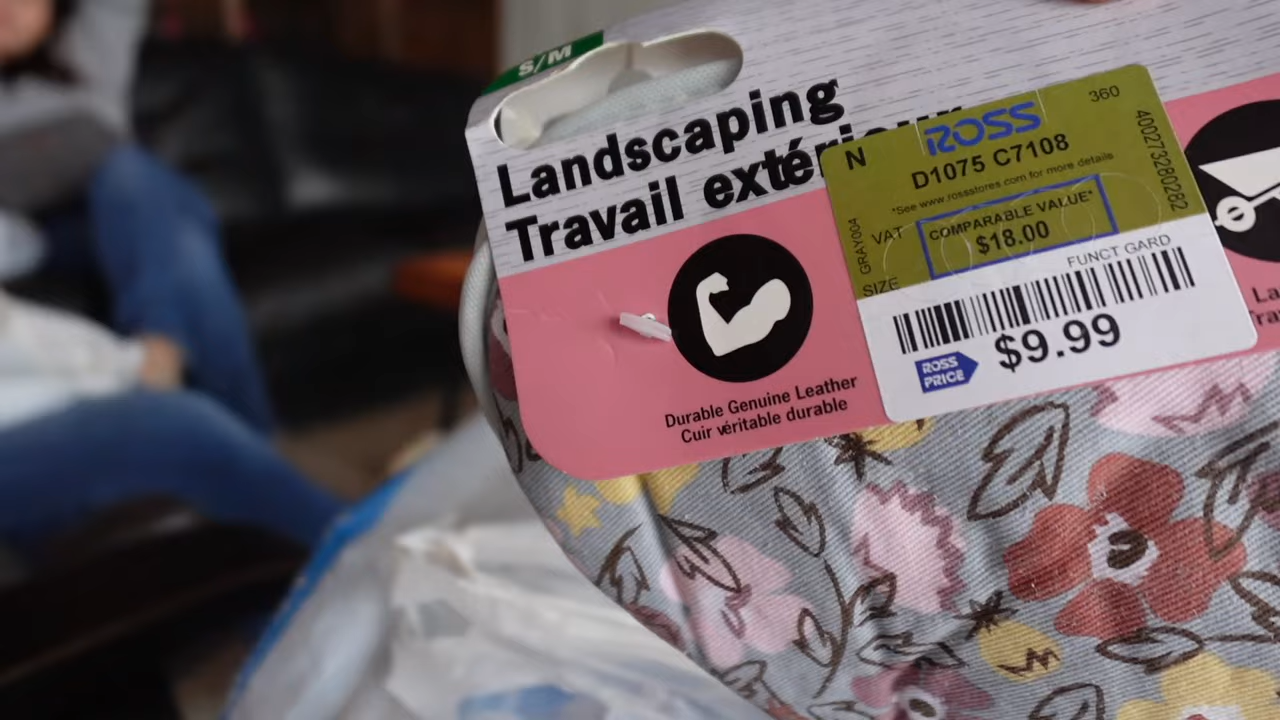 S/M
Landscaping
Travail extérieur
Durable Genuine Leather
Cuir véritable durable
ROSS
360
N
D1075 C7108
*See www.rossstores.com for more details
400273280282
GRAY004
VAT
COMPARABLE VALUE*
$18.00
SIZE
FUNCT GARD
ROSS
PRICE
$9.99
La